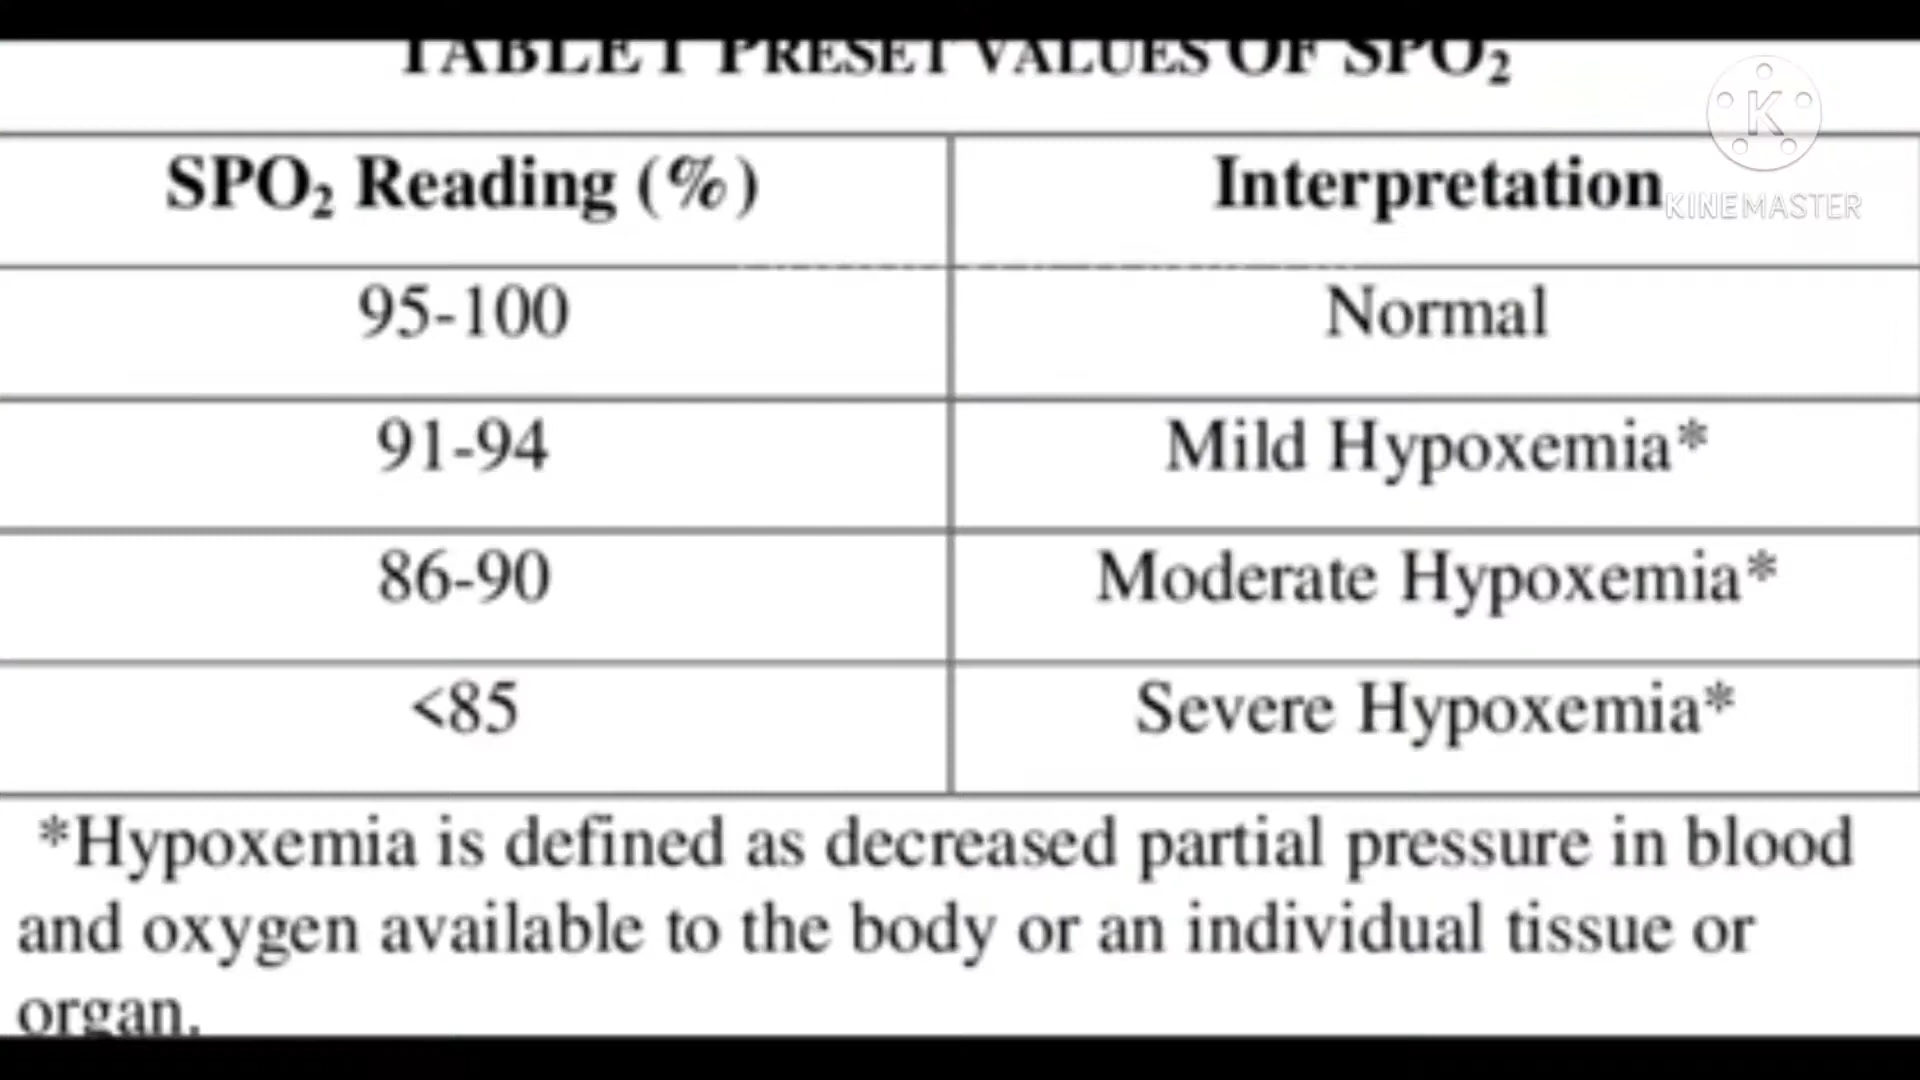 TABLE I PRESET VALUES OF SPO₂
K
KINEMASTER
SPO₂ Reading (%) Interpretation
95-100 Normal
91-94 Mild Hypoxemia*
86-90 Moderate Hypoxemia*
<85 Severe Hypoxemia*
*Hypoxemia is defined as decreased partial pressure in blood
and oxygen available to the body or an individual tissue or
organ.